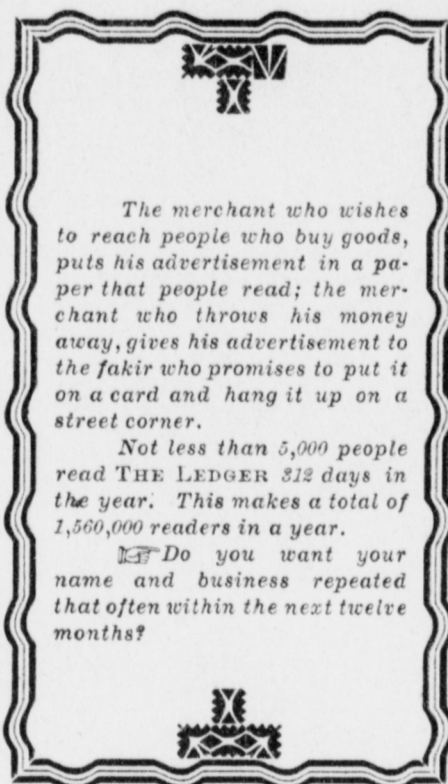 The merchant who wishes
to reach people who buy goods,
puts his advertisement in a pa-
per that people read; the mer-
chant who throws his money
away, gives his advertisement to
the fakir who promises to put it
on a card and hang it up on a
street corner.
Not less than 5,000 people
read THE LEDGER 312 days in
the year. This makes a total of
1,560,000 readers in a year.
☞Do you want your
name and business repeated
that often within the next twelve
months?